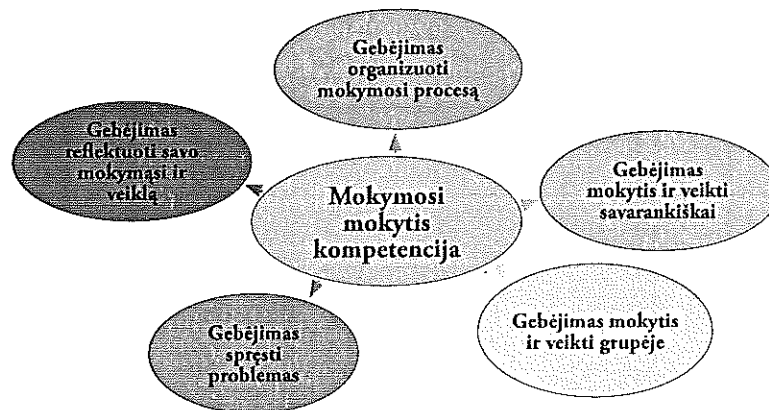 Gebėjimas
organizuoti
mokymosi procesą
Gebėjimas
reflektuoti savo
mokymąsi ir
veiklą
Mokymosi
mokytis
kompetencija
Gebėjimas
mokytis ir veikti
savarankiškai
Gebėjimas
spręsti
problemas
Gebėjimas mokytis
ir veikti grupėje